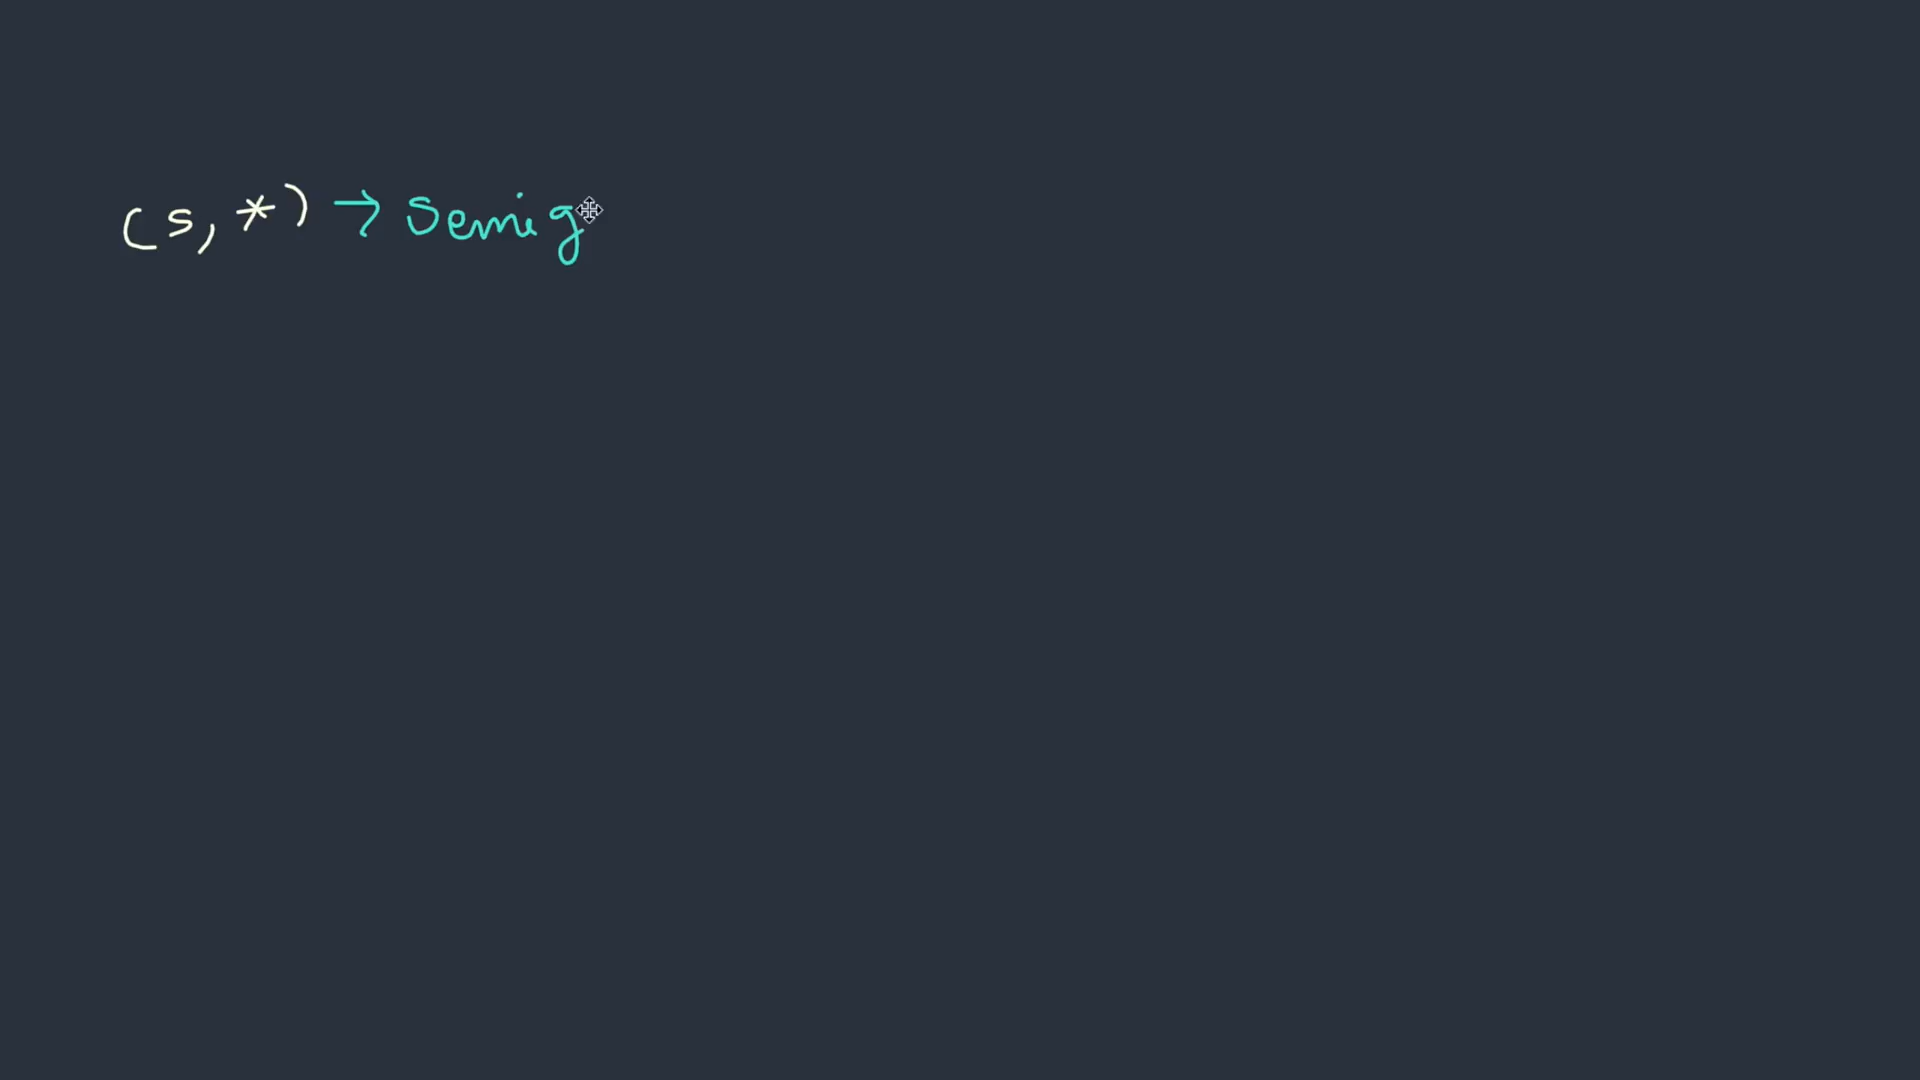 (S, *) → Semig